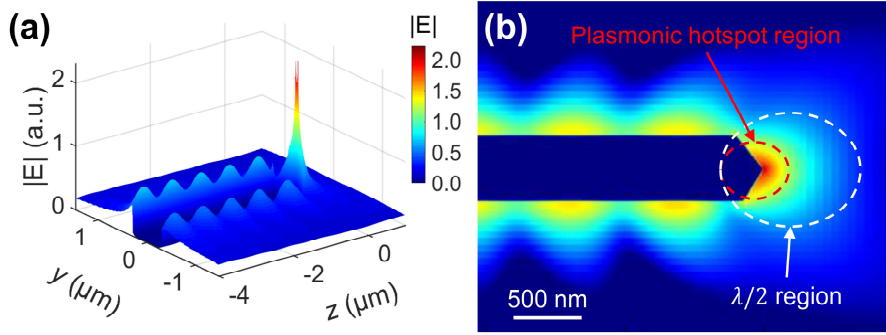 (a)
|E|
2.0
1.5
1.0
0.5
0.0
|E| (a.u.)
2
1
0
1
0
-1
y (μm)
-4
-2
0
z (μm)
(b)
Plasmonic hotspot region
500 nm
λ/2 region